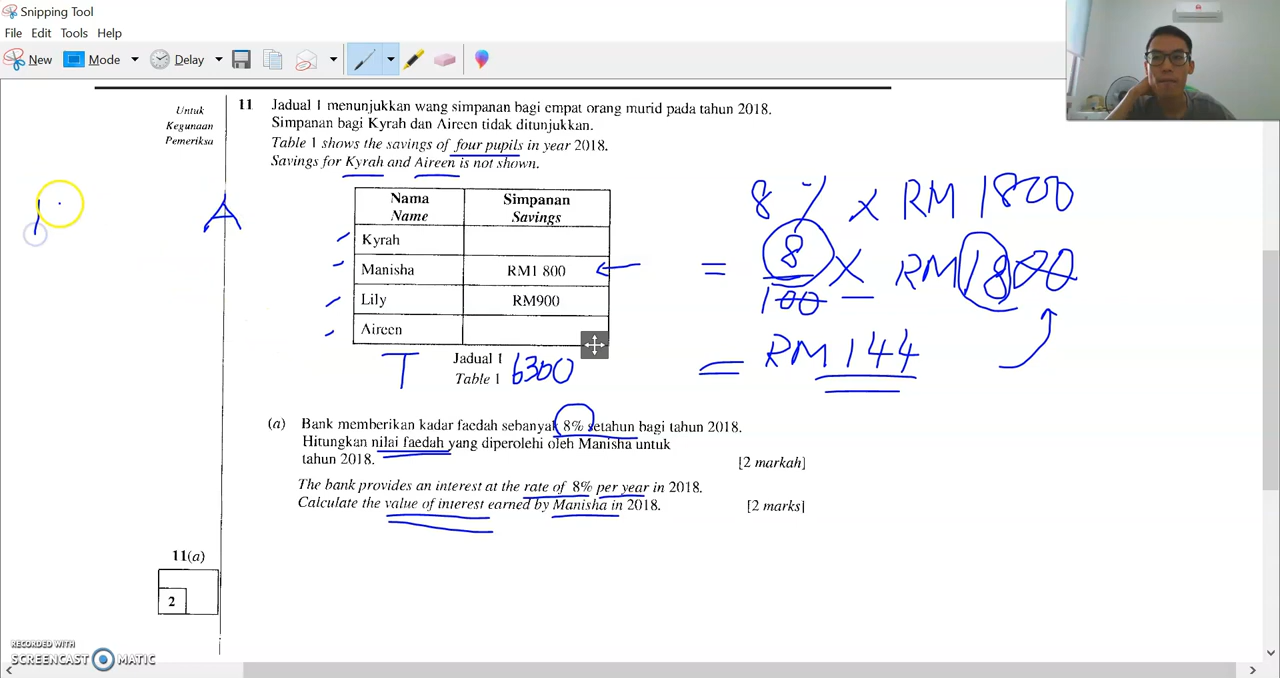 Snipping Tool
File Edit Tools Help
New Mode Delay
Untuk
Kegunaan
Pemeriksa
11 Jadual 1 menunjukkan wang simpanan bagi empat orang murid pada tahun 2018.
Simpanan bagi Kyrah dan Aireen tidak ditunjukkan.
Table 1 shows the savings of four pupils in year 2018.
Savings for Kyrah and Aireen is not shown.
Nama Simpanan
Name Savings
Kyrah
Manisha RM1 800
Lily RM900
Aireen
T 6300
Jadual 1
Table 1
A
8 % × RM 1800
= 8/100 × RM 1800
= RM 144
(a) Bank memberikan kadar faedah sebanyak 8% setahun bagi tahun 2018.
Hitungkan nilai faedah yang diperolehi oleh Manisha untuk
tahun 2018. [2 markah]
The bank provides an interest at the rate of 8% per year in 2018.
Calculate the value of interest earned by Manisha in 2018. [2 marks]
11(a)
2
RECORDED WITH
SCREENCAST MATIC